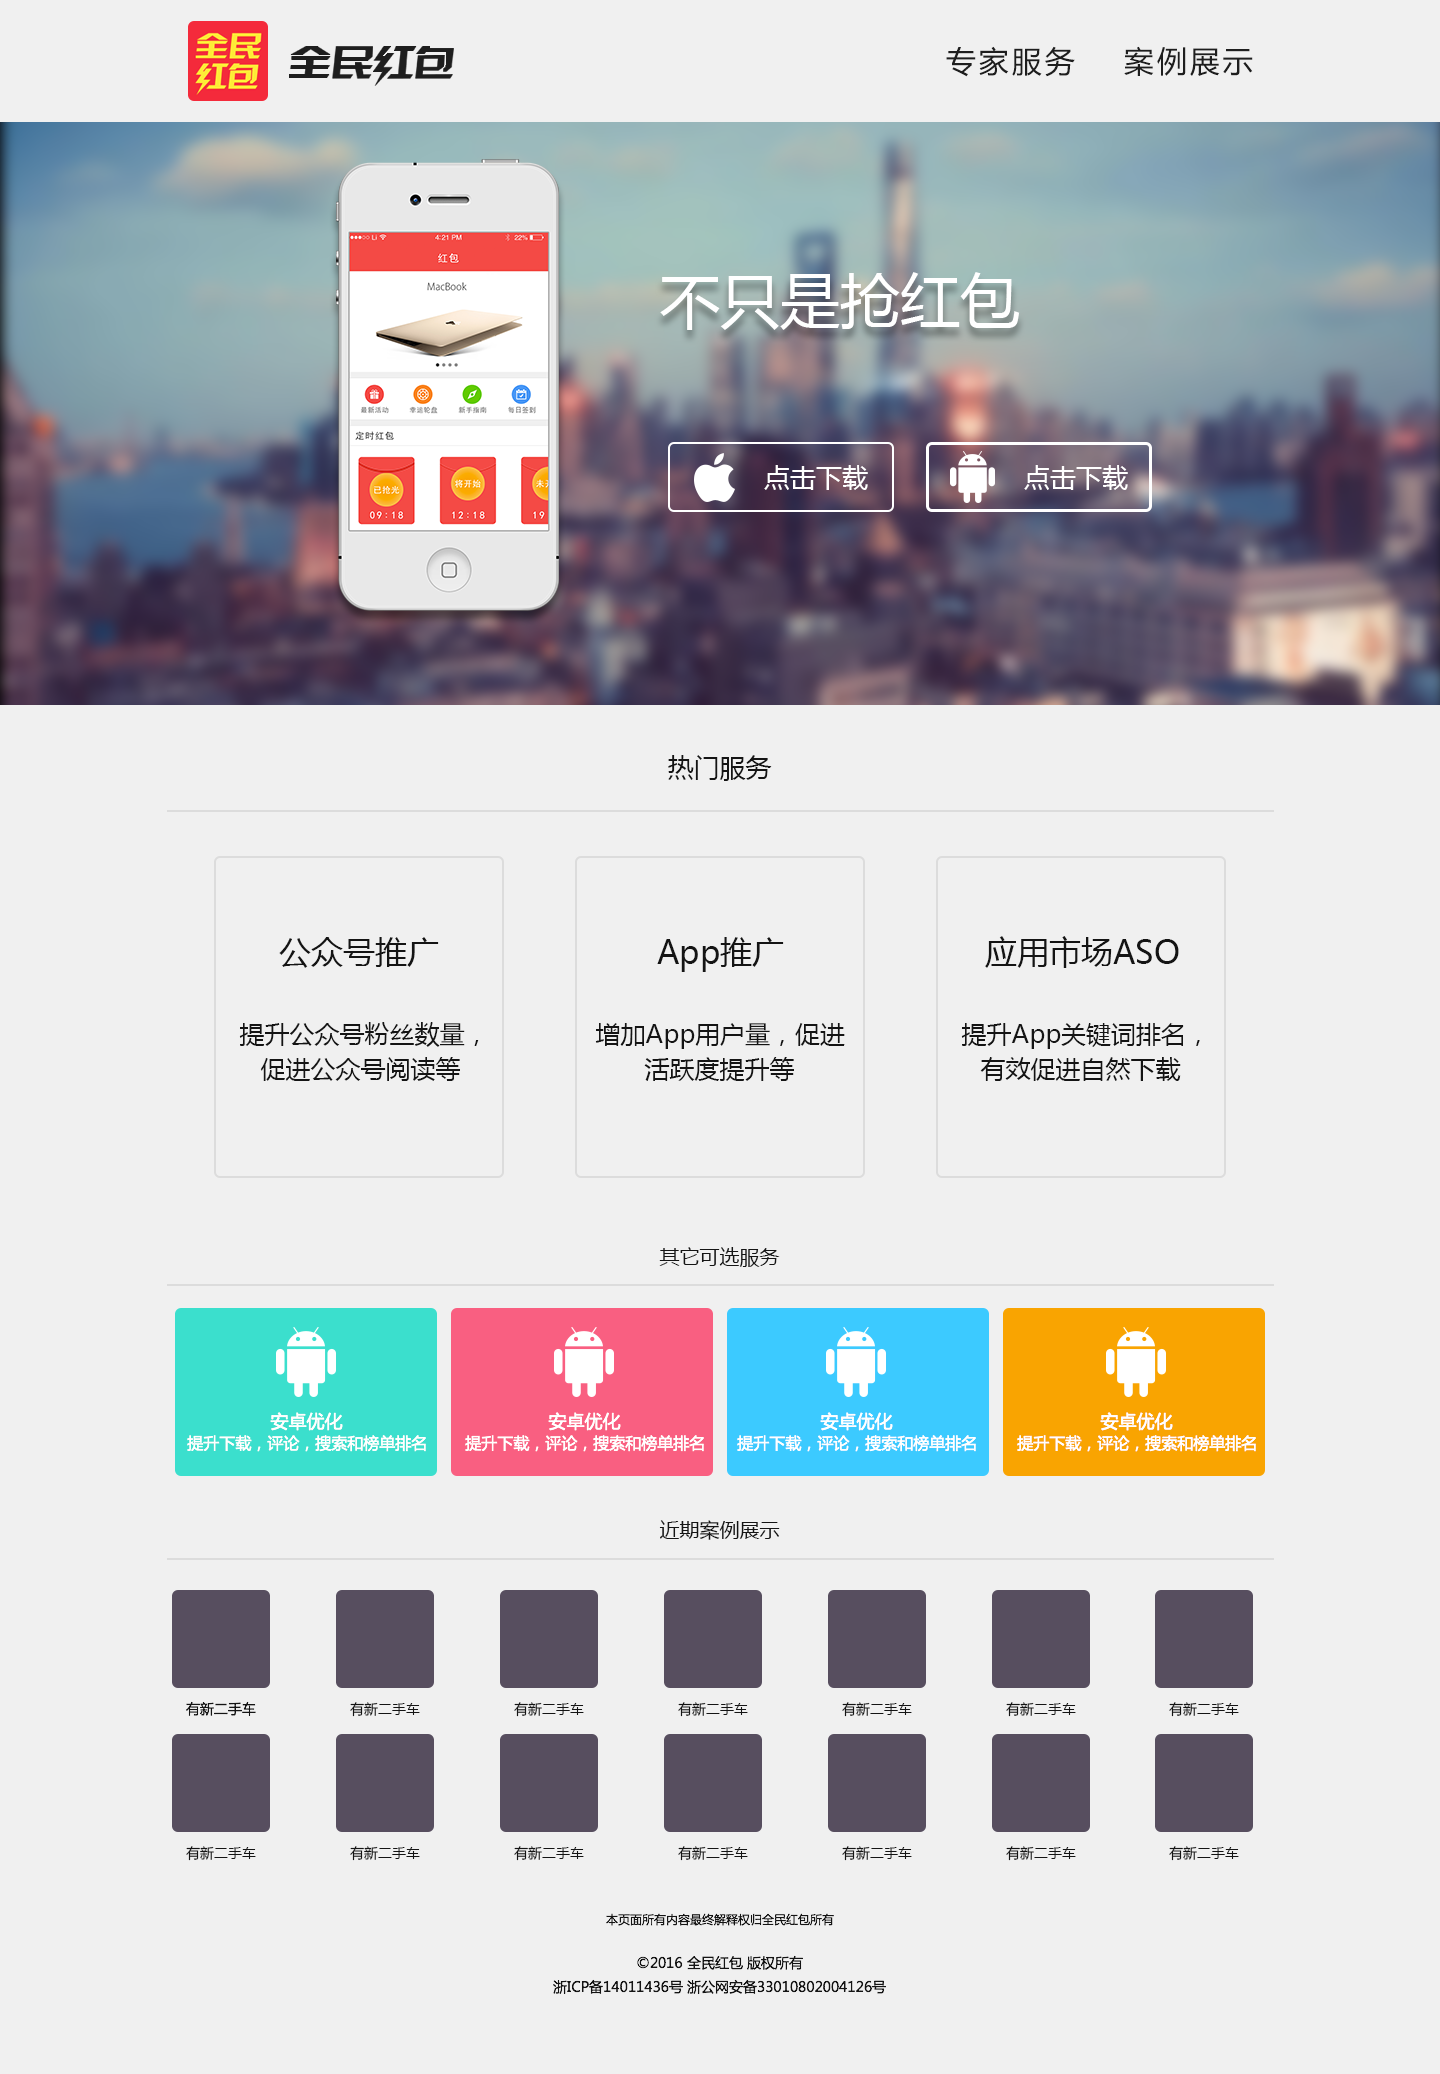 全民
红包
全民红包
专家服务 案例展示
Li 4:21 PM 22%
红包
MacBook
最新活动 幸运轮盘 新手指南 每日签到
定时红包
已抢光 将开始 未开
09:18 12:18 19
不只是抢红包
点击下载 点击下载
热门服务
公众号推广
提升公众号粉丝数量，
促进公众号阅读等
App推广
增加App用户量，促进
活跃度提升等
应用市场ASO
提升App关键词排名，
有效促进自然下载
其它可选服务
安卓优化
提升下载，评论，搜索和榜单排名
安卓优化
提升下载，评论，搜索和榜单排名
安卓优化
提升下载，评论，搜索和榜单排名
安卓优化
提升下载，评论，搜索和榜单排名
近期案例展示
有新二手车 有新二手车 有新二手车 有新二手车 有新二手车 有新二手车 有新二手车
有新二手车 有新二手车 有新二手车 有新二手车 有新二手车 有新二手车 有新二手车
本页面所有内容最终解释权归全民红包所有
©2016 全民红包 版权所有
浙ICP备14011436号 浙公网安备33010802004126号